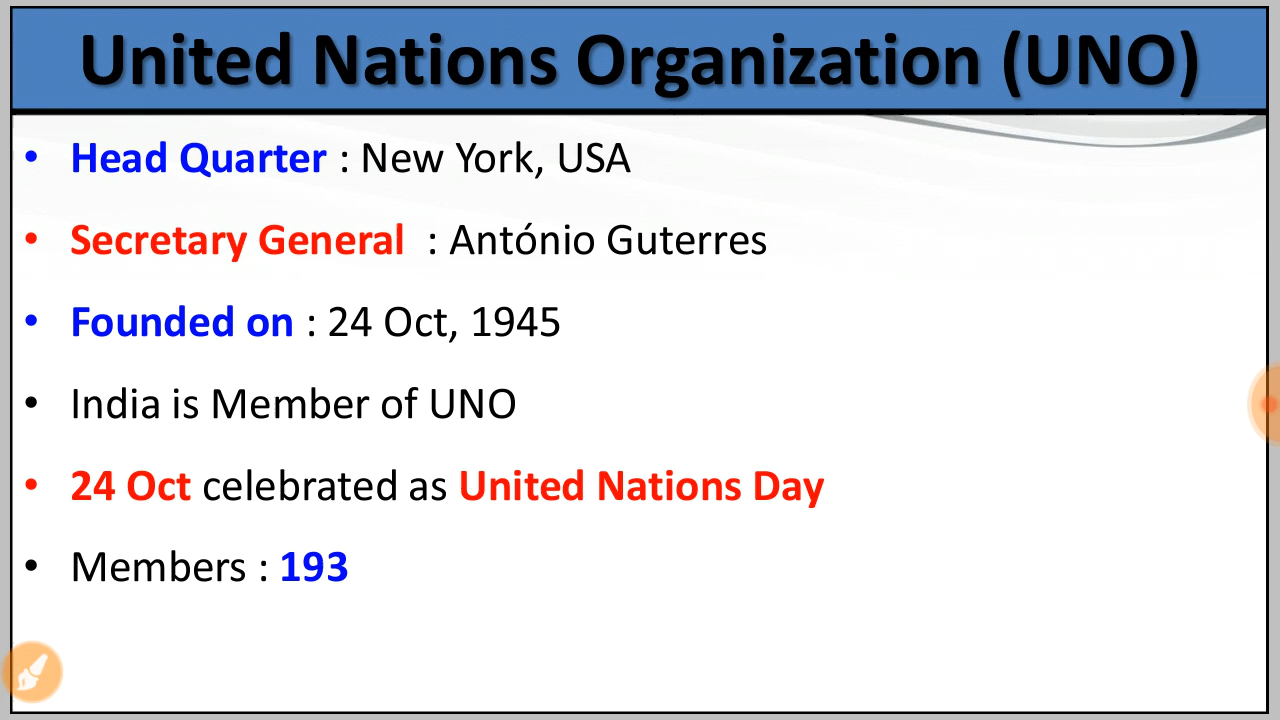 United Nations Organization (UNO)
• Head Quarter : New York, USA
• Secretary General : António Guterres
• Founded on : 24 Oct, 1945
• India is Member of UNO
• 24 Oct celebrated as United Nations Day
• Members : 193